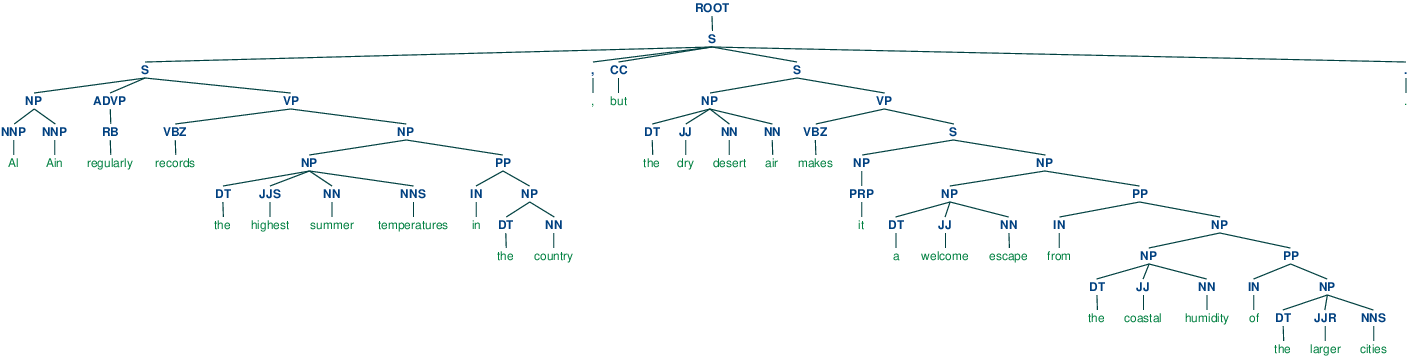 ROOT
S
S , CC S .
NP ADVP VP , but NP VP .
NNP NNP RB VBZ NP DT JJ NN NN VBZ S
Al Ain regularly records NP PP the dry desert air makes NP NP
DT JJS NN NNS IN NP PRP NP PP
the highest summer temperatures in DT NN it DT JJ NN IN NP
the country a welcome escape from NP PP
DT JJ NN IN NP
the coastal humidity of DT JJR NNS
the larger cities